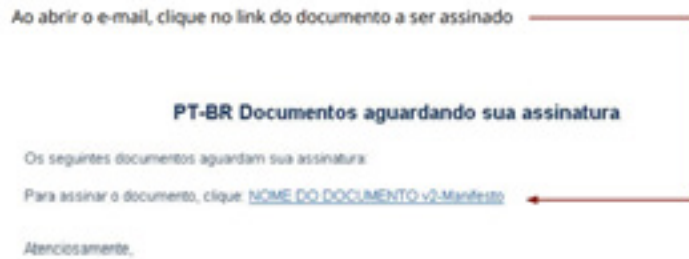 Ao abrir o e-mail, clique no link do documento a ser assinado
PT-BR Documentos aguardando sua assinatura
Os seguintes documentos aguardam sua assinatura:
Para assinar o documento, clique: NOME DO DOCUMENTO v2-Manifesto
Atenciosamente,